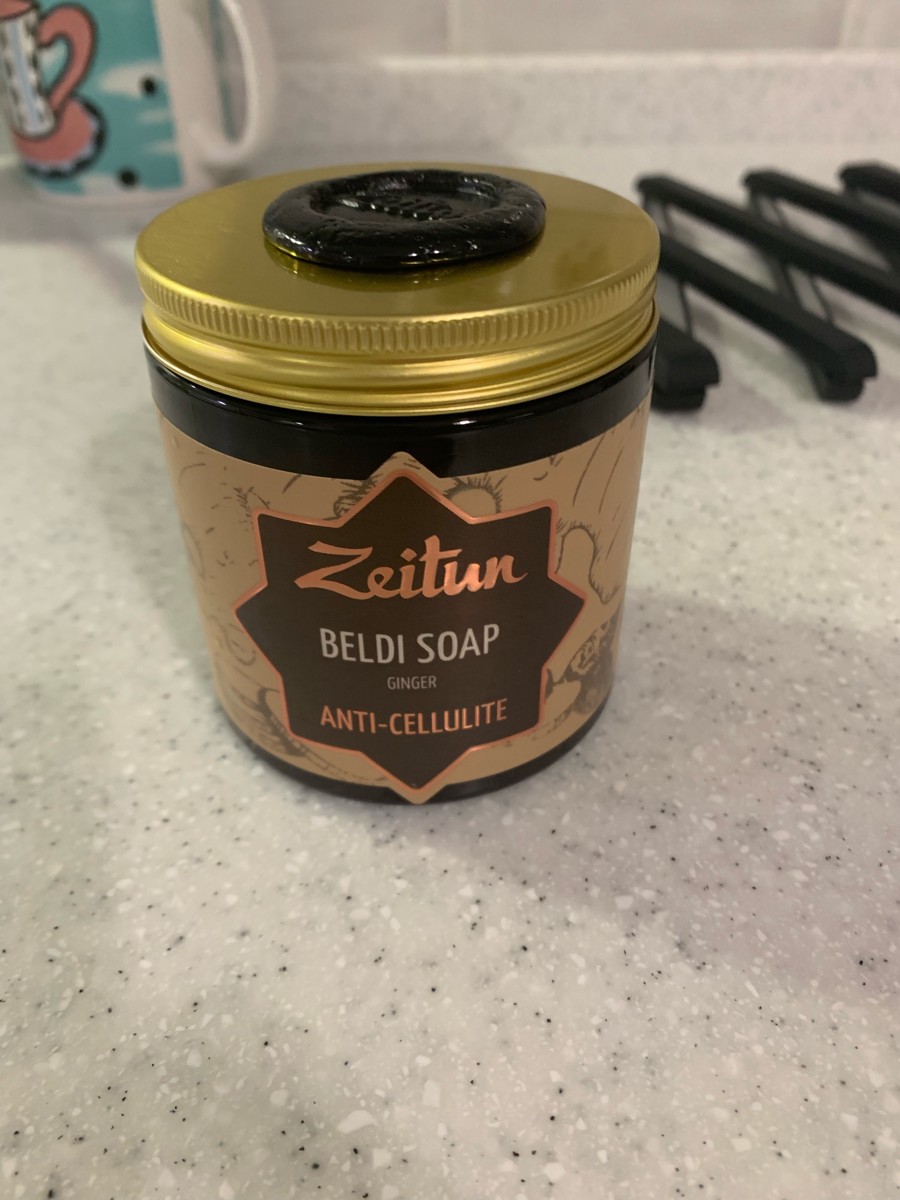 Zeitun
BELDI SOAP
GINGER
ANTI-CELLULITE